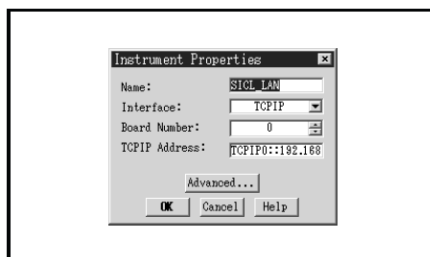 Instrument Properties
Name: SICL_LAN
Interface: TCPIP
Board Number: 0
TCPIP Address: TCPIP0::192.168
Advanced...
OK Cancel Help